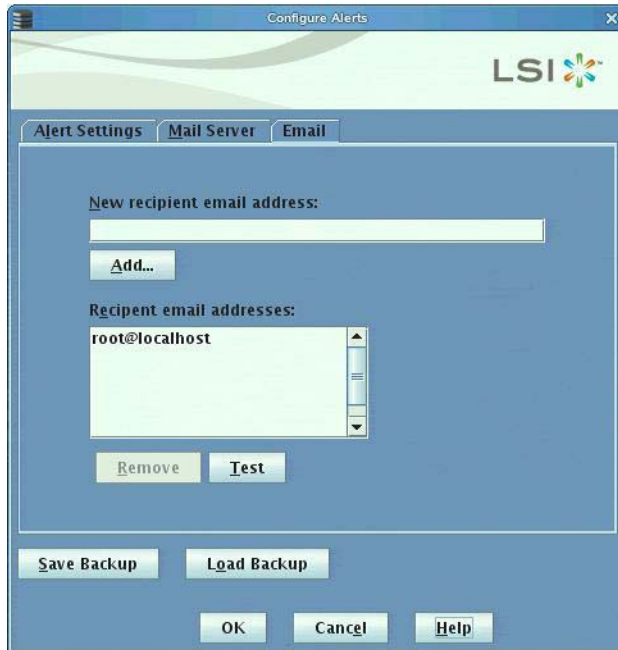 Configure Alerts
LSI
Alert Settings Mail Server Email
New recipient email address:
Add...
Recipent email addresses:
root@localhost
Remove Test
Save Backup Load Backup
OK Cancel Help